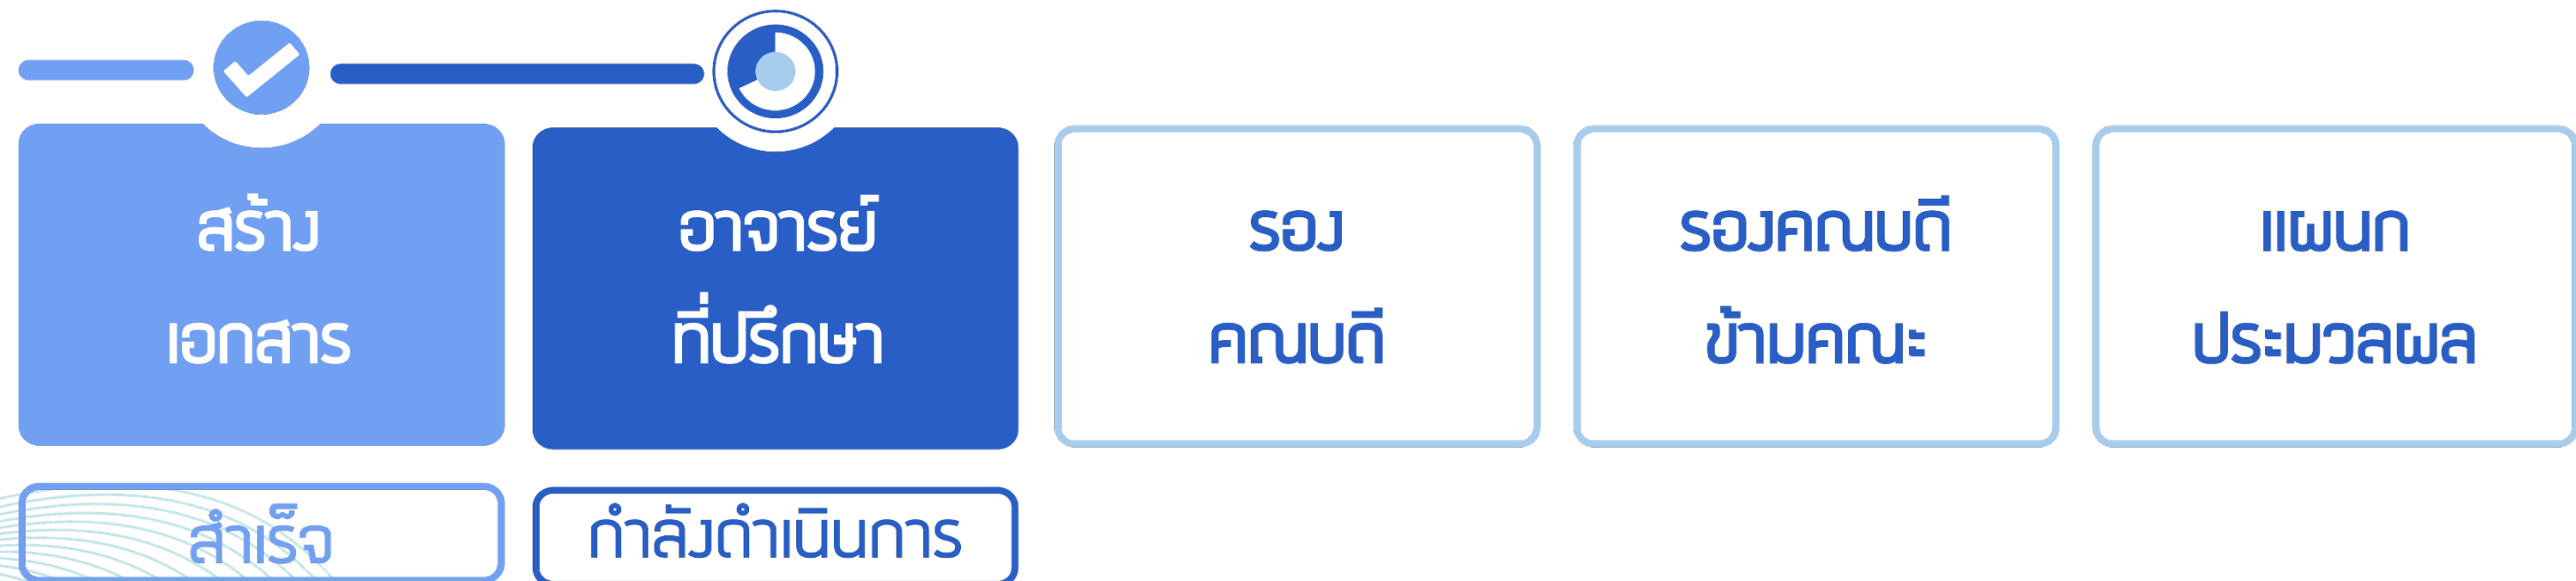 สร้าง
เอกสาร
สำเร็จ
อาจารย์
ที่ปรึกษา
กำลังดำเนินการ
รอง
คณบดี
รองคณบดี
ข้ามคณะ
แผนก
ประมวลผล